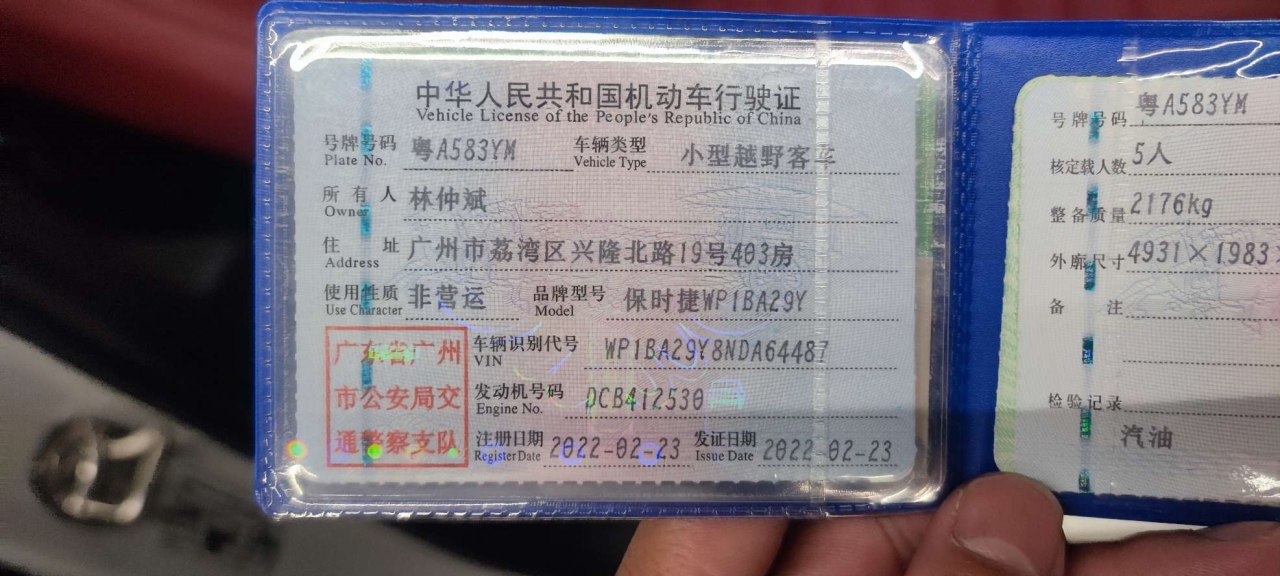 中华人民共和国机动车行驶证
Vehicle License of the People's Republic of China
号牌号码 粤A583YM 车辆类型 小型越野客车
Plate No. Vehicle Type
所有人 林仲斌
Owner
住址 广州市荔湾区兴隆北路19号403房
Address
使用性质 非营运 品牌型号 保时捷WP1BA29Y
Use Character Model
广东省广州
市公安局交
通警察支队
车辆识别代号 WP1BA29Y8NDA64487
VIN
发动机号码 DCB412530
Engine No.
注册日期 2022-02-23 发证日期 2022-02-23
Register Date Issue Date
号牌号码 粤A583YM
核定载人数 5人
整备质量 2176kg
外廓尺寸 4931×1983
备注
检验记录
汽油